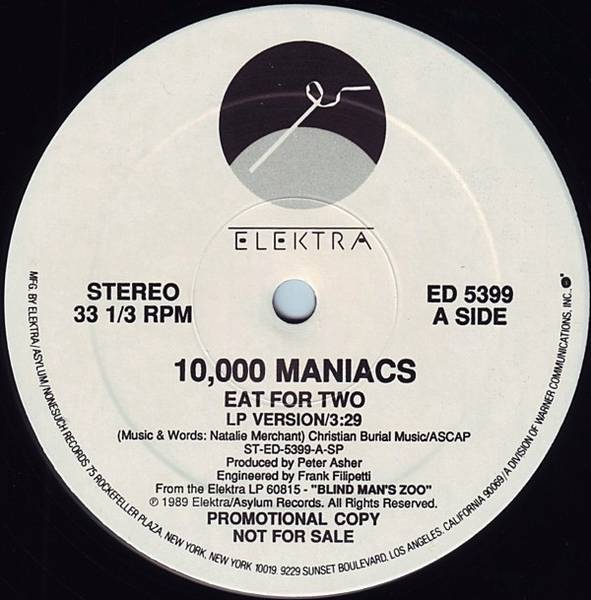 ELEKTRA
STEREO
33 1/3 RPM
ED 5399
A SIDE
10,000 MANIACS
EAT FOR TWO
LP VERSION/3:29
(Music & Words: Natalie Merchant) Christian Burial Music/ASCAP
ST-ED-5399-A-SP
Produced by Peter Asher
Engineered by Frank Filipetti
From the Elektra LP 60815 - "BLIND MAN'S ZOO"
℗ 1989 Elektra/Asylum Records. All Rights Reserved.
PROMOTIONAL COPY
NOT FOR SALE
MFG. BY ELEKTRA/ASYLUM/NONESUCH RECORDS 75 ROCKEFELLER PLAZA, NEW YORK, NEW YORK 10019. 9229 SUNSET BOULEVARD, LOS ANGELES, CALIFORNIA 90069/A DIVISION OF WARNER COMMUNICATIONS, INC.,